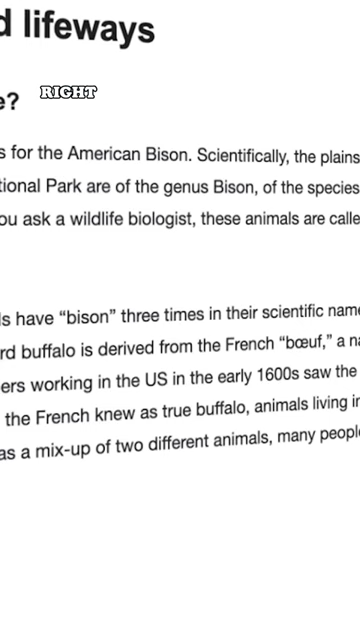 d lifeways
e?
RIGHT
s for the American Bison. Scientifically, the plains
tional Park are of the genus Bison, of the species
ou ask a wildlife biologist, these animals are calle
ls have “bison” three times in their scientific name
rd buffalo is derived from the French “bœuf,” a na
ers working in the US in the early 1600s saw the
the French knew as true buffalo, animals living in
as a mix-up of two different animals, many people